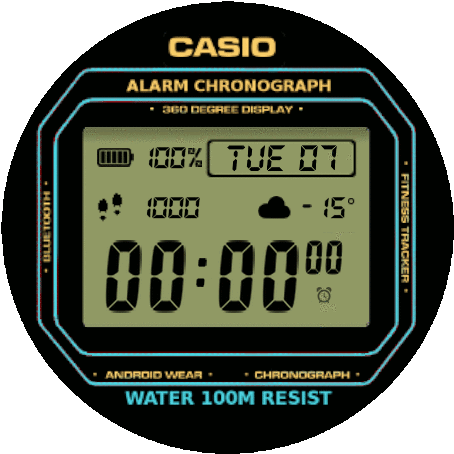 CASIO
ALARM CHRONOGRAPH
• 360 DEGREE DISPLAY •
• BLUETOOTH •
• FITNESS TRACKER •
100% TUE 07
1000 -15°
00:00 00
• ANDROID WEAR • • CHRONOGRAPH •
WATER 100M RESIST